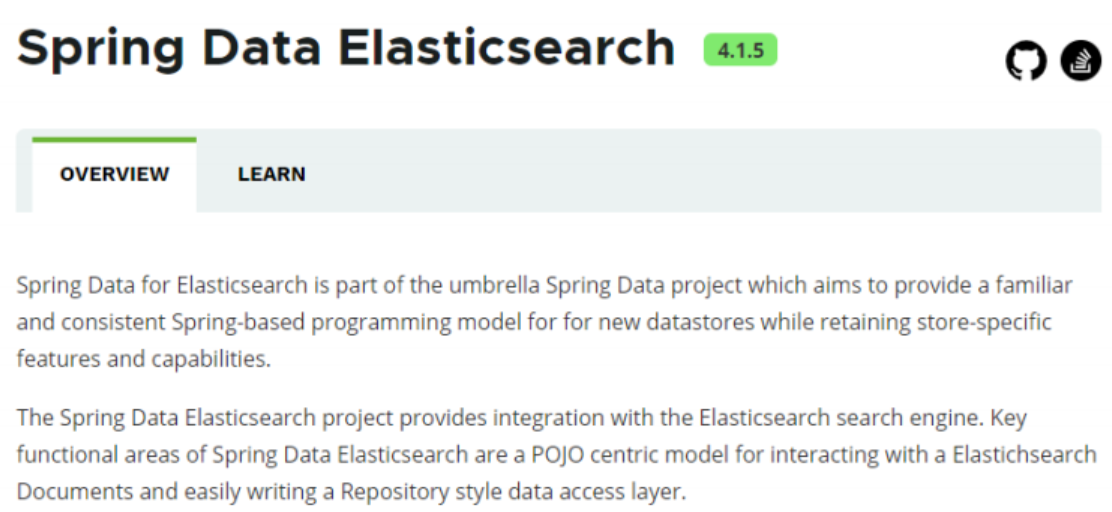 Spring Data Elasticsearch 4.1.5
OVERVIEW LEARN
Spring Data for Elasticsearch is part of the umbrella Spring Data project which aims to provide a familiar
and consistent Spring-based programming model for for new datastores while retaining store-specific
features and capabilities.
The Spring Data Elasticsearch project provides integration with the Elasticsearch search engine. Key
functional areas of Spring Data Elasticsearch are a POJO centric model for interacting with a Elastichsearch
Documents and easily writing a Repository style data access layer.